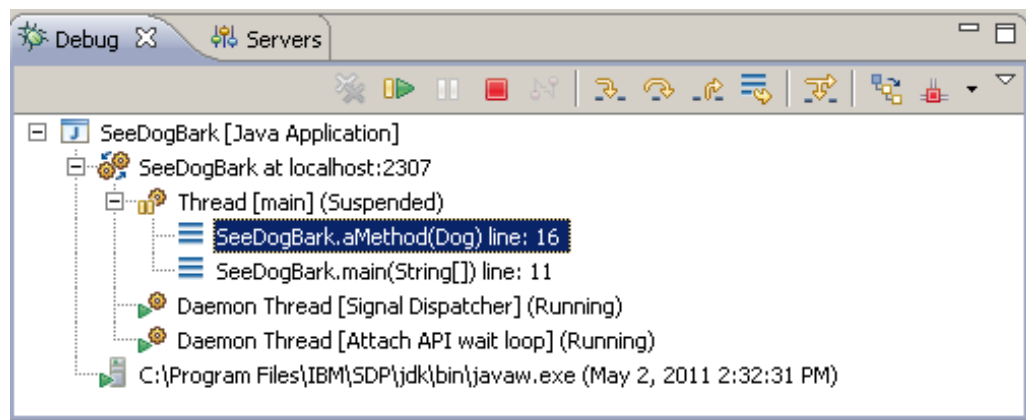 Debug Servers
SeeDogBark [Java Application]
SeeDogBark at localhost:2307
Thread [main] (Suspended)
SeeDogBark.aMethod(Dog) line: 16
SeeDogBark.main(String[]) line: 11
Daemon Thread [Signal Dispatcher] (Running)
Daemon Thread [Attach API wait loop] (Running)
C:\Program Files\IBM\SDP\jdk\bin\javaw.exe (May 2, 2011 2:32:31 PM)